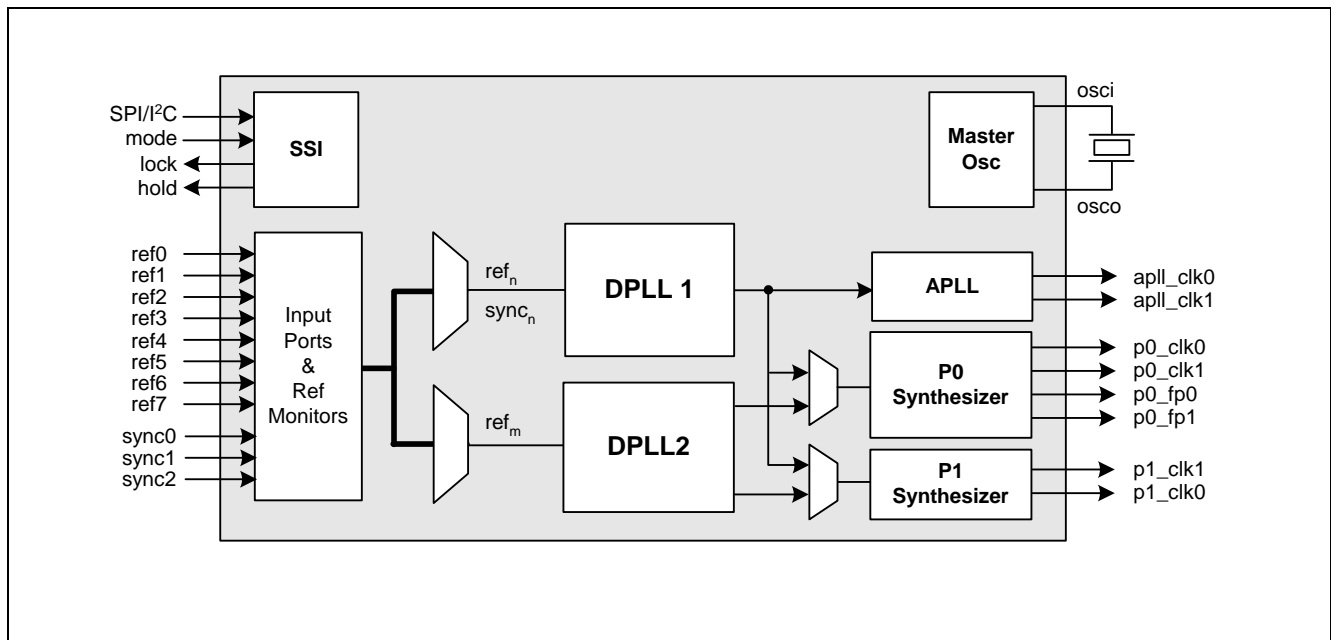 SPI/I²C
mode
lock
hold
SSI
Master
Osc
osci
osco
ref0
ref1
ref2
ref3
ref4
ref5
ref6
ref7
sync0
sync1
sync2
Input
Ports
&
Ref
Monitors
refₙ
syncₙ
refₘ
DPLL 1
DPLL2
APLL
P0
Synthesizer
P1
Synthesizer
apll_clk0
apll_clk1
p0_clk0
p0_clk1
p0_fp0
p0_fp1
p1_clk1
p1_clk0